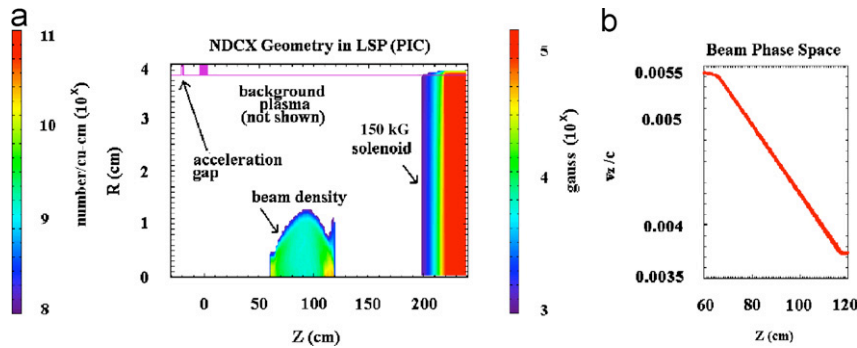 a
NDCX Geometry in LSP (PIC)
number/cu-cm (10^x)
11
10
9
8
R (cm)
4
3
2
1
0
background
plasma
(not shown)
acceleration
gap
beam density
150 kG
solenoid
0
50
100
150
200
Z (cm)
gauss (10^x)
5
4
3
b
Beam Phase Space
vz/c
0.0055
0.005
0.004
0.0035
60
80
100
120
Z (cm)